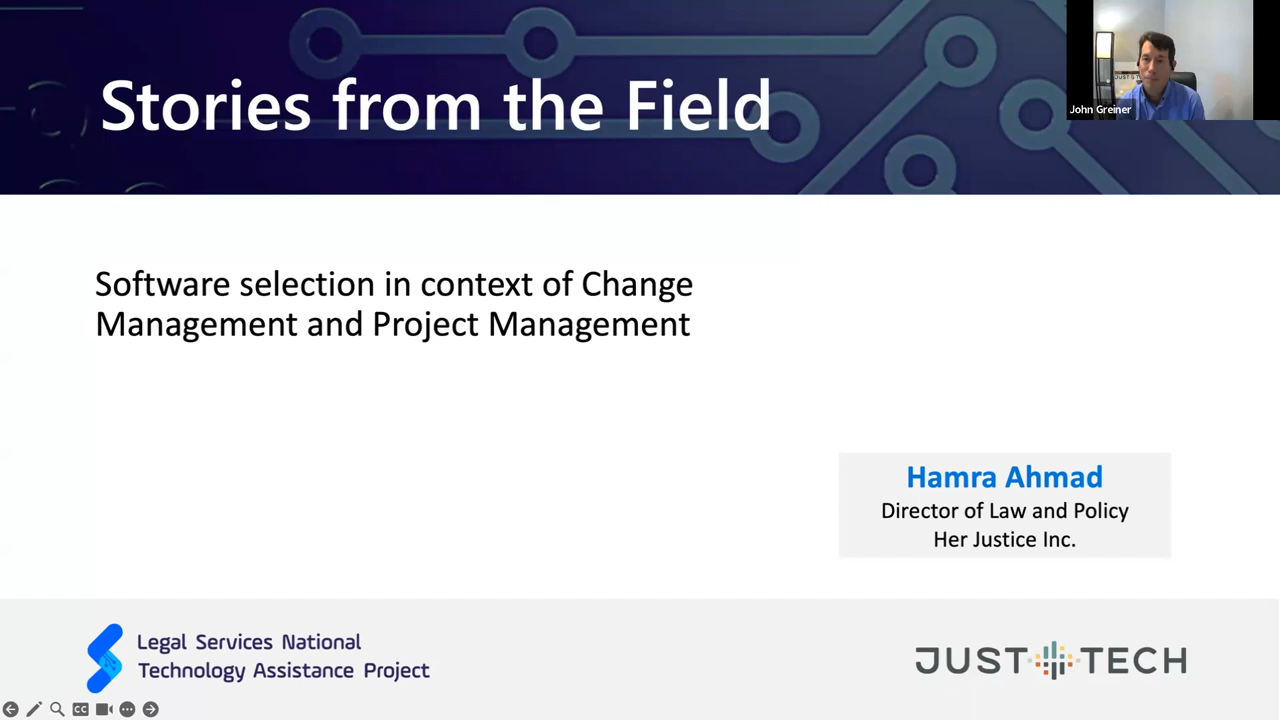 Stories from the Field
John Greiner
Software selection in context of Change
Management and Project Management
Hamra Ahmad
Director of Law and Policy
Her Justice Inc.
Legal Services National
Technology Assistance Project
JUST TECH
CC